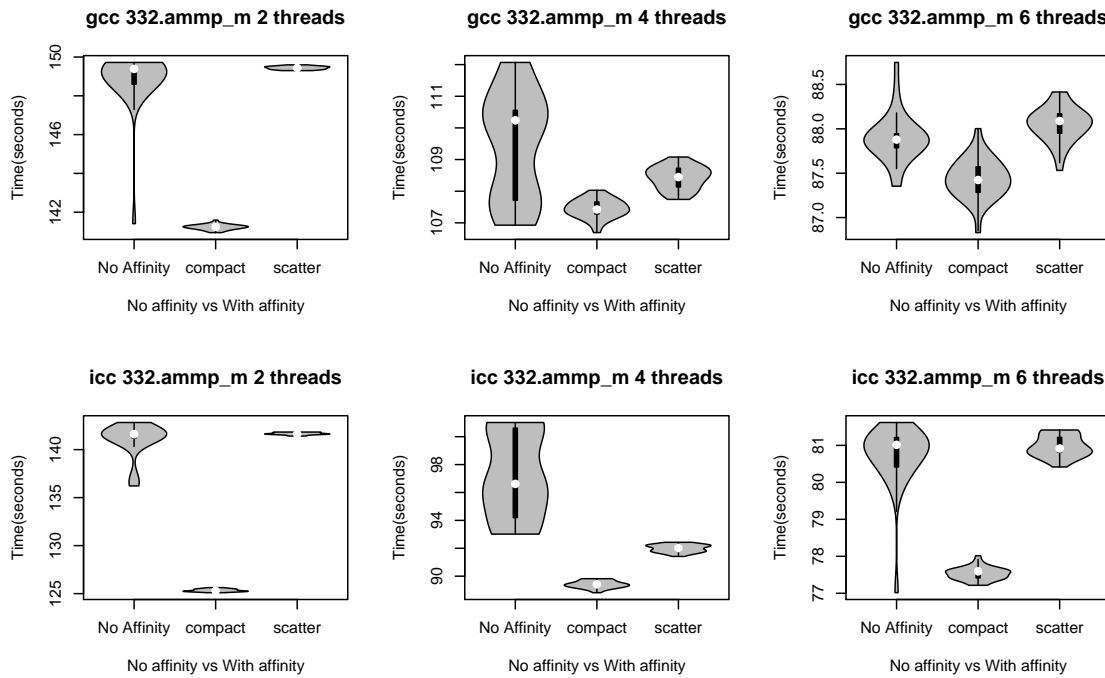 gcc 332.ammp_m 2 threads
Time(seconds)
150
146
142
No Affinity compact scatter
No affinity vs With affinity
gcc 332.ammp_m 4 threads
Time(seconds)
111
109
107
No Affinity compact scatter
No affinity vs With affinity
gcc 332.ammp_m 6 threads
Time(seconds)
88.5
88.0
87.5
87.0
No Affinity compact scatter
No affinity vs With affinity
icc 332.ammp_m 2 threads
Time(seconds)
140
135
130
125
No Affinity compact scatter
No affinity vs With affinity
icc 332.ammp_m 4 threads
Time(seconds)
98
94
90
No Affinity compact scatter
No affinity vs With affinity
icc 332.ammp_m 6 threads
Time(seconds)
81
80
79
78
77
No Affinity compact scatter
No affinity vs With affinity